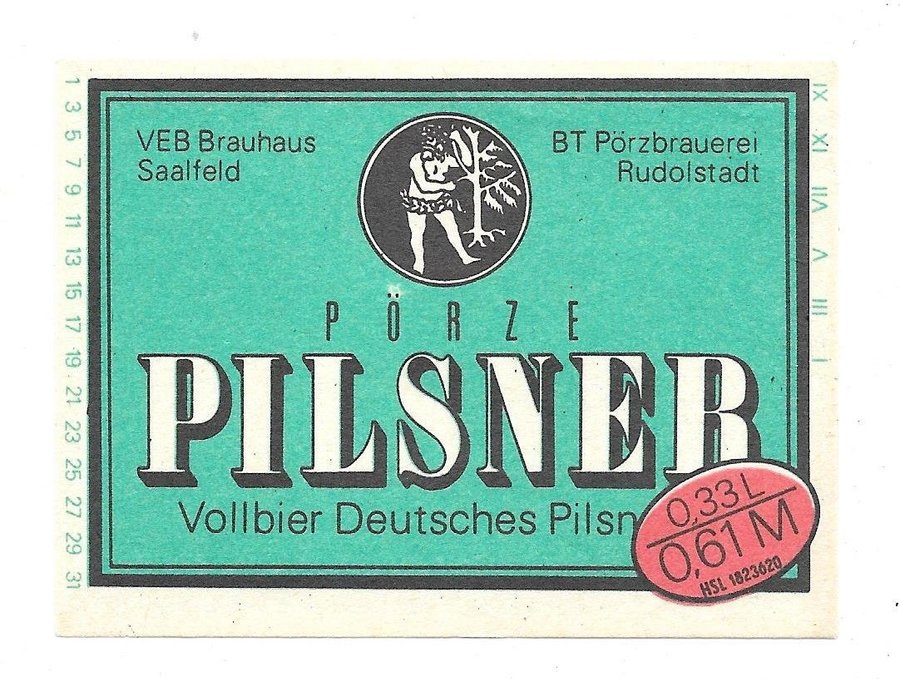 VEB Brauhaus
Saalfeld
BT Pörzbrauerei
Rudolstadt
PÖRZE
PILSNER
Vollbier Deutsches Pilsn
0,33 L
0,61 M
HSL 1823620
1 3 5 7 9 11 13 15 17 19 21 23 25 27 29 31
IX XI VII V III I